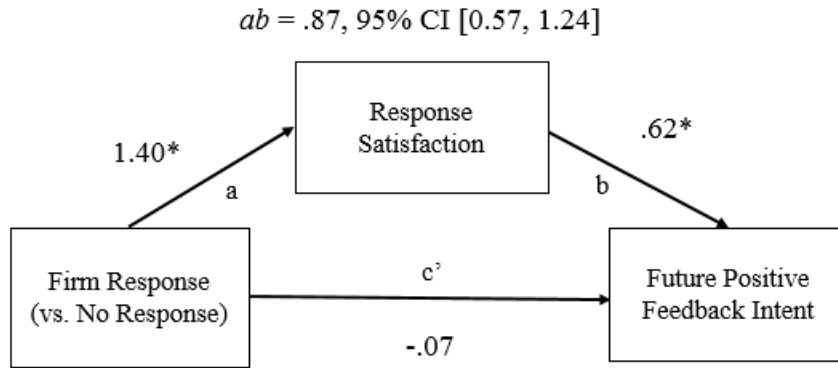 ab = .87, 95% CI [0.57, 1.24]
Response
Satisfaction
1.40*
.62*
a
b
Firm Response
(vs. No Response)
c’
Future Positive
Feedback Intent
-.07